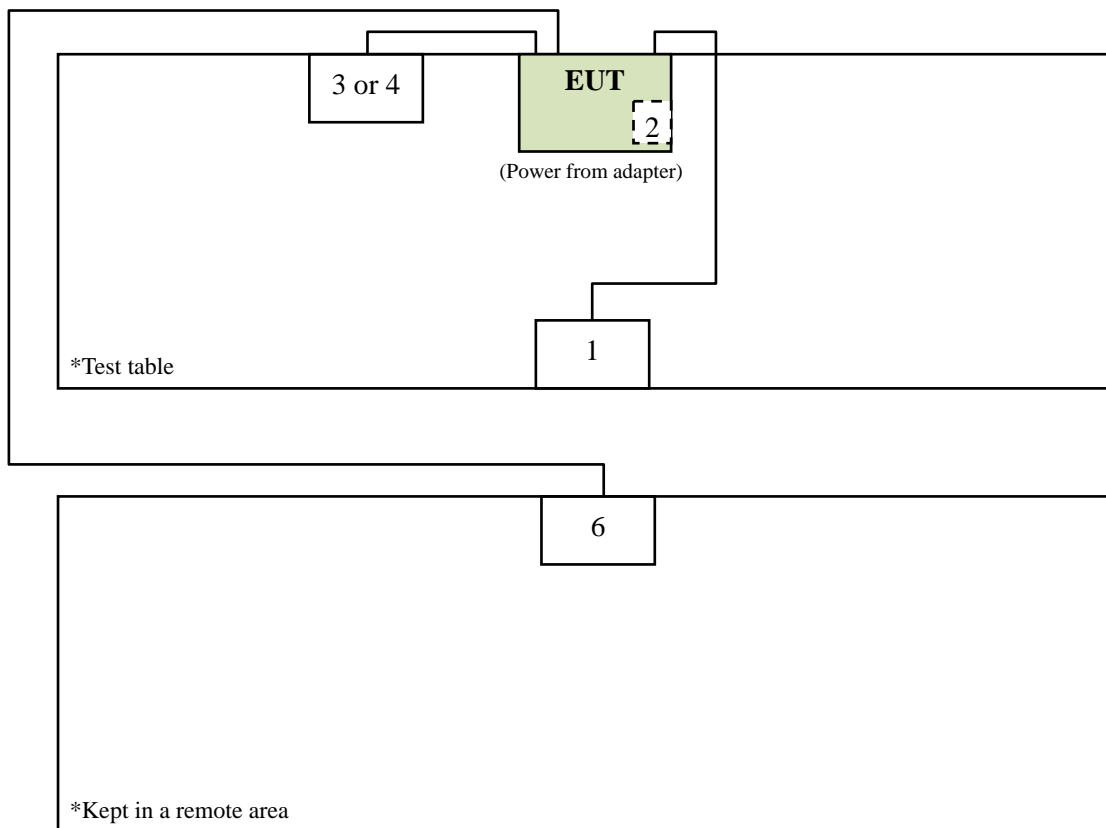 3 or 4
EUT
2
(Power from adapter)
1
*Test table
6
*Kept in a remote area